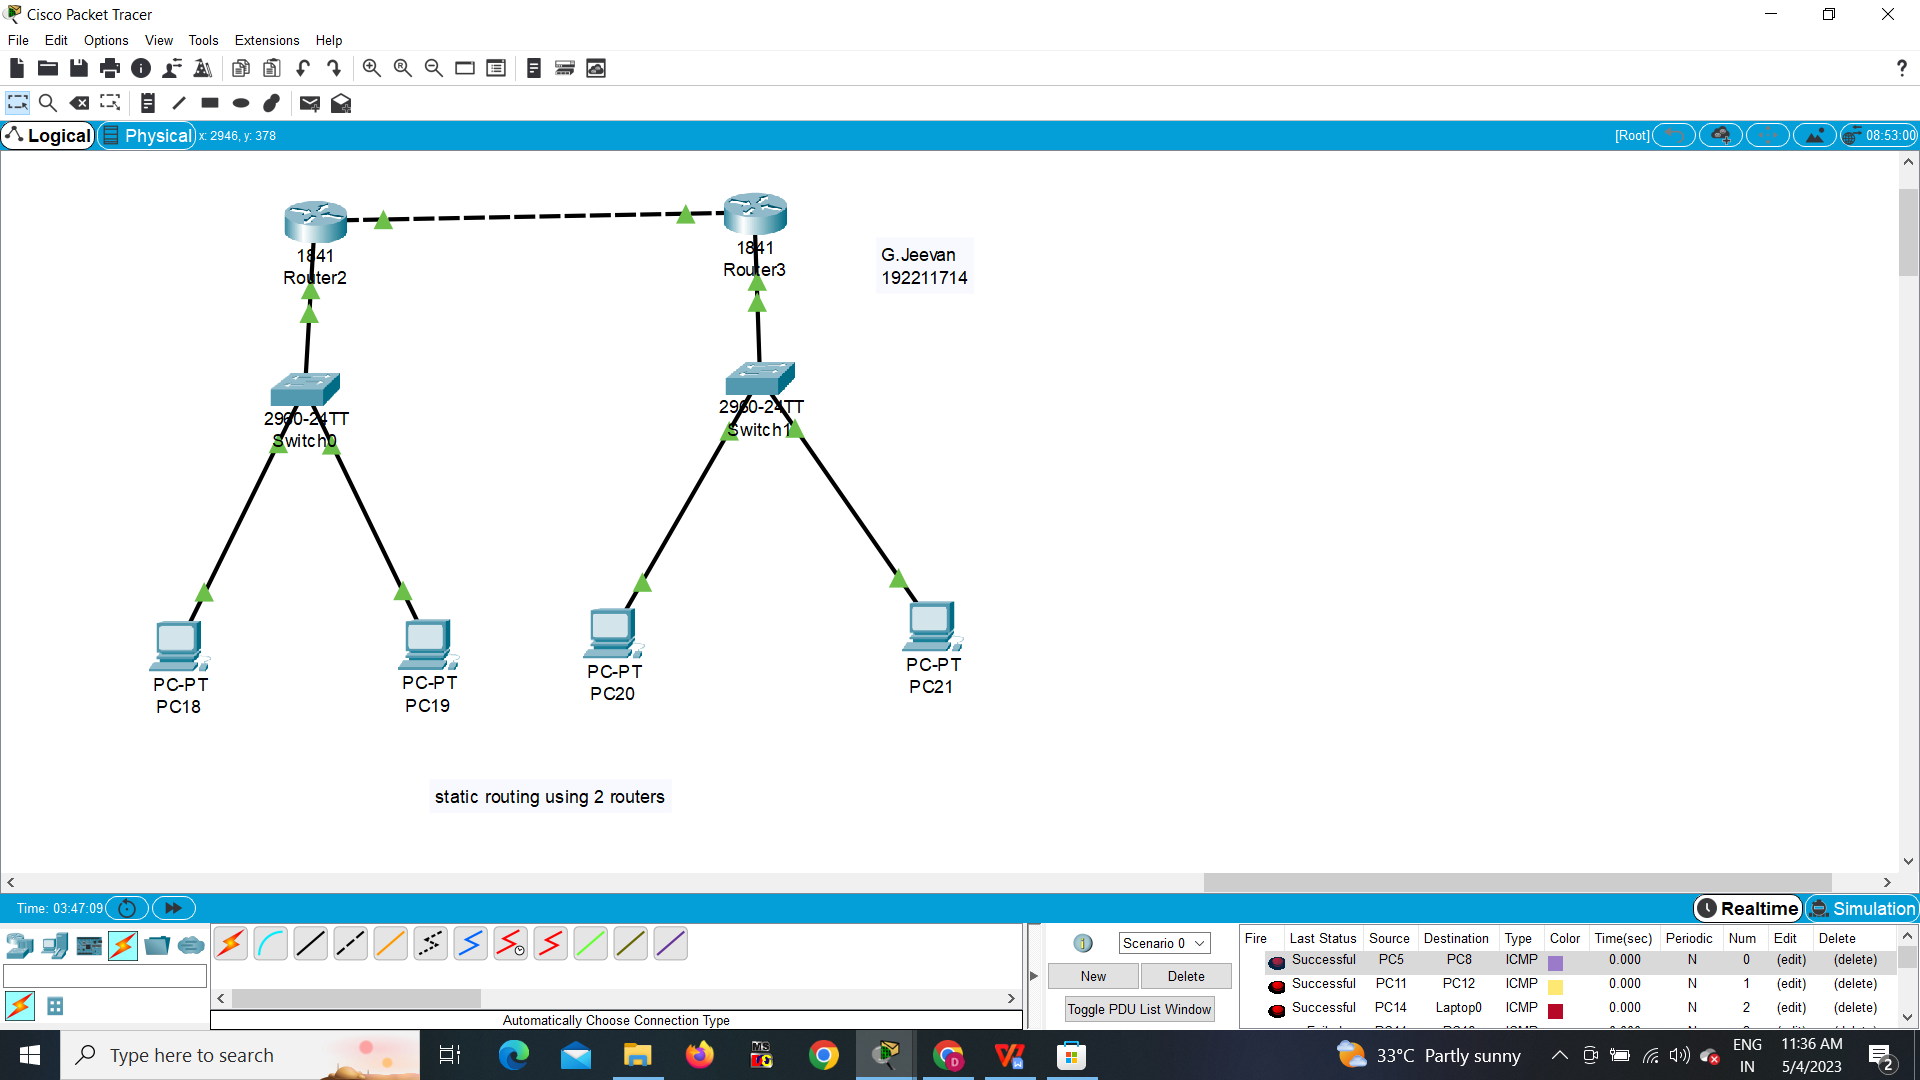 Cisco Packet Tracer
File Edit Options View Tools Extensions Help
?
Logical Physical x: 2946, y: 378 [Root] 08:53:00
1841
Router2
1841
Router3
G.Jeevan
192211714
2960-24TT
Switch0
2960-24TT
Switch1
PC-PT
PC18
PC-PT
PC19
PC-PT
PC20
PC-PT
PC21
static routing using 2 routers
Time: 03:47:09 Realtime Simulation
Scenario 0
New Delete
Toggle PDU List Window
Fire Last Status Source Destination Type Color Time(sec) Periodic Num Edit Delete
Successful PC5 PC8 ICMP 0.000 N 0 (edit) (delete)
Successful PC11 PC12 ICMP 0.000 N 1 (edit) (delete)
Successful PC14 Laptop0 ICMP 0.000 N 2 (edit) (delete)
Automatically Choose Connection Type
Type here to search
33°C Partly sunny
ENG
IN
11:36 AM
5/4/2023
2